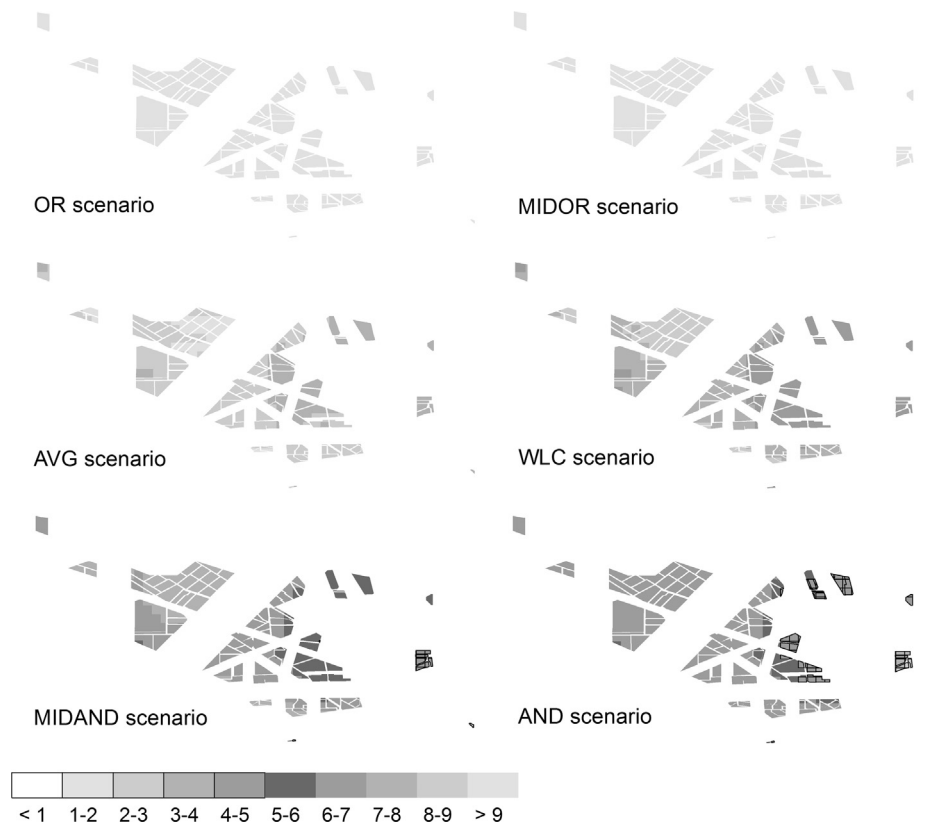 OR scenario
MIDOR scenario
AVG scenario
WLC scenario
MIDAND scenario
AND scenario
< 1 1-2 2-3 3-4 4-5 5-6 6-7 7-8 8-9 > 9